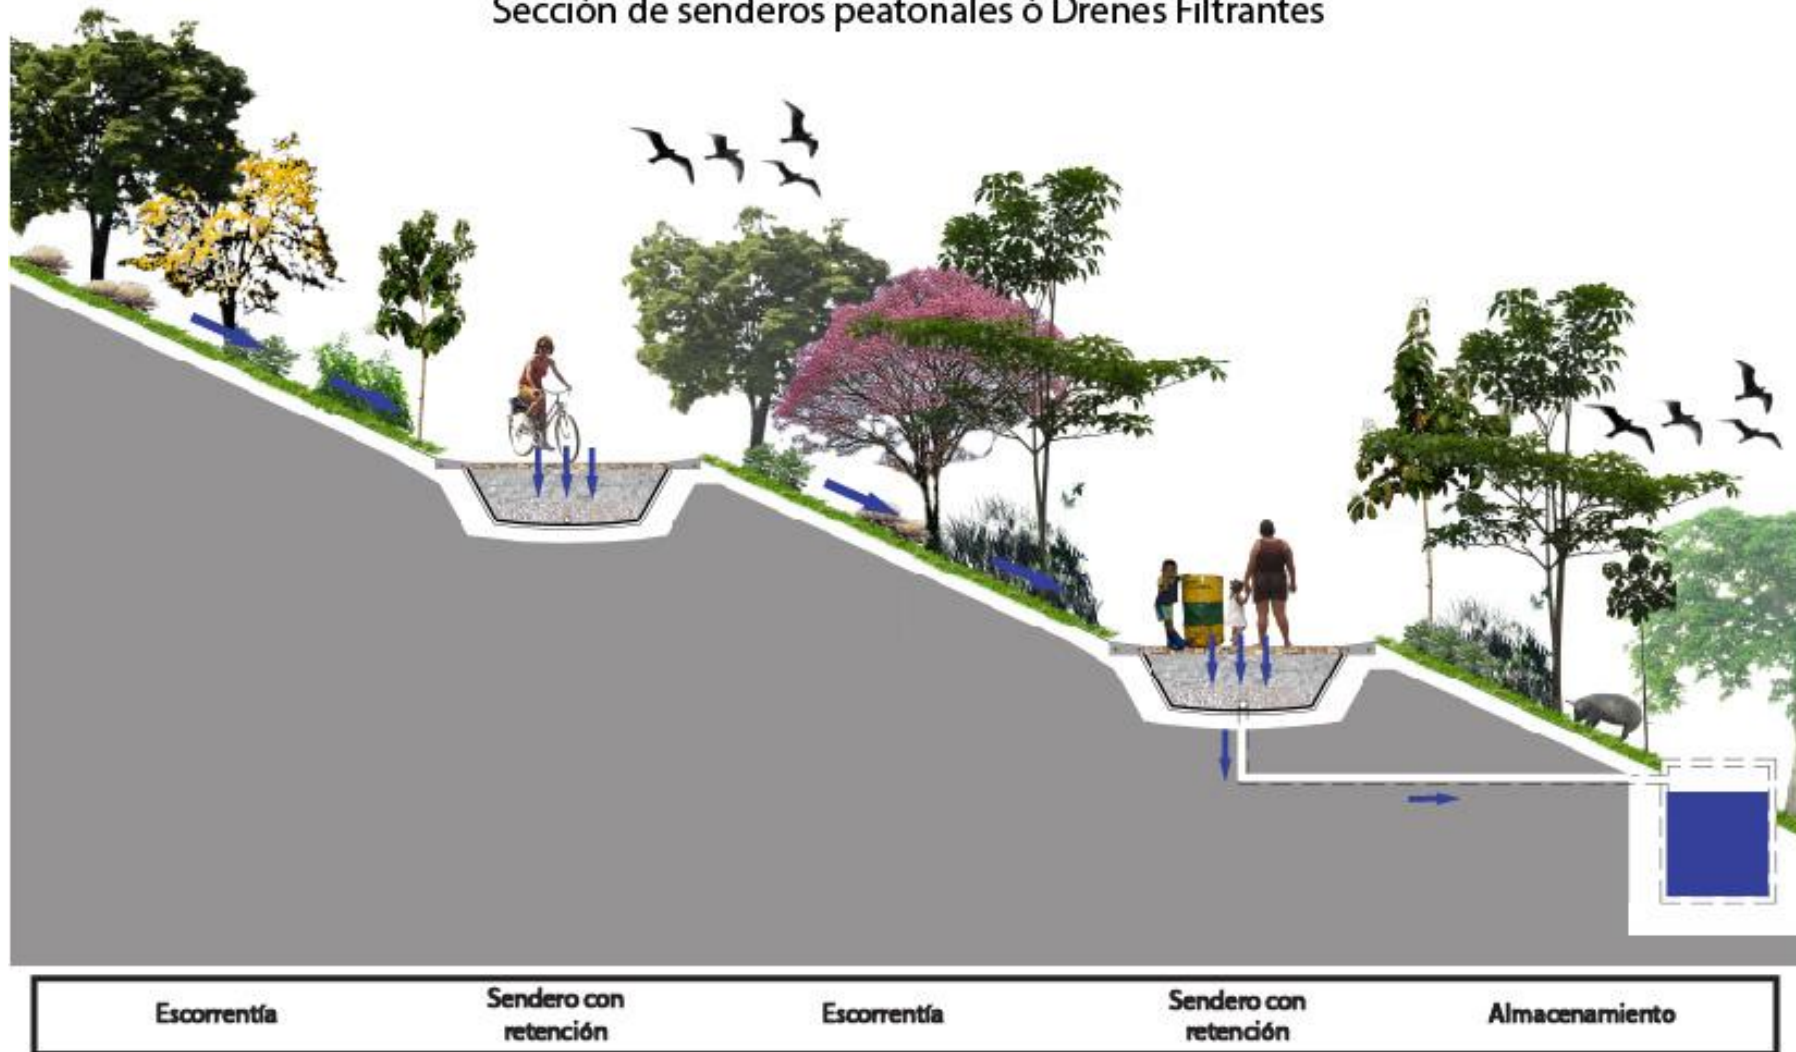 Sección de senderos peatonales ó Drenes Filtrantes
Escorrentía
Sendero con
retención
Escorrentía
Sendero con
retención
Almacenamiento